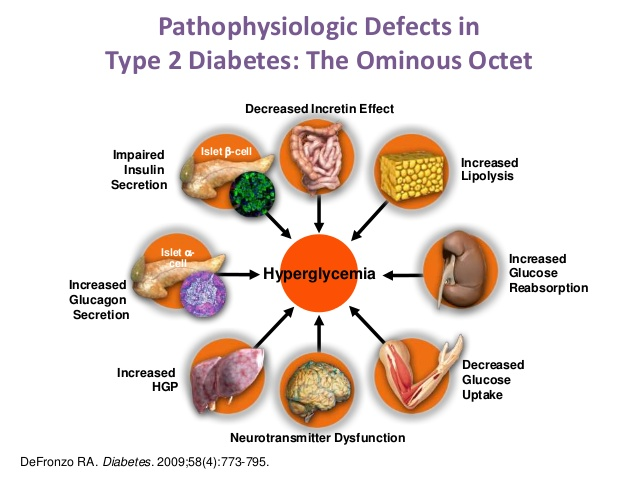 Pathophysiologic Defects in
Type 2 Diabetes: The Ominous Octet
Decreased Incretin Effect
Islet β-cell
Impaired
Insulin
Secretion
Increased
Lipolysis
Islet α-
cell
Increased
Glucagon
Secretion
Hyperglycemia
Increased
Glucose
Reabsorption
Increased
HGP
Decreased
Glucose
Uptake
Neurotransmitter Dysfunction
DeFronzo RA. Diabetes. 2009;58(4):773-795.